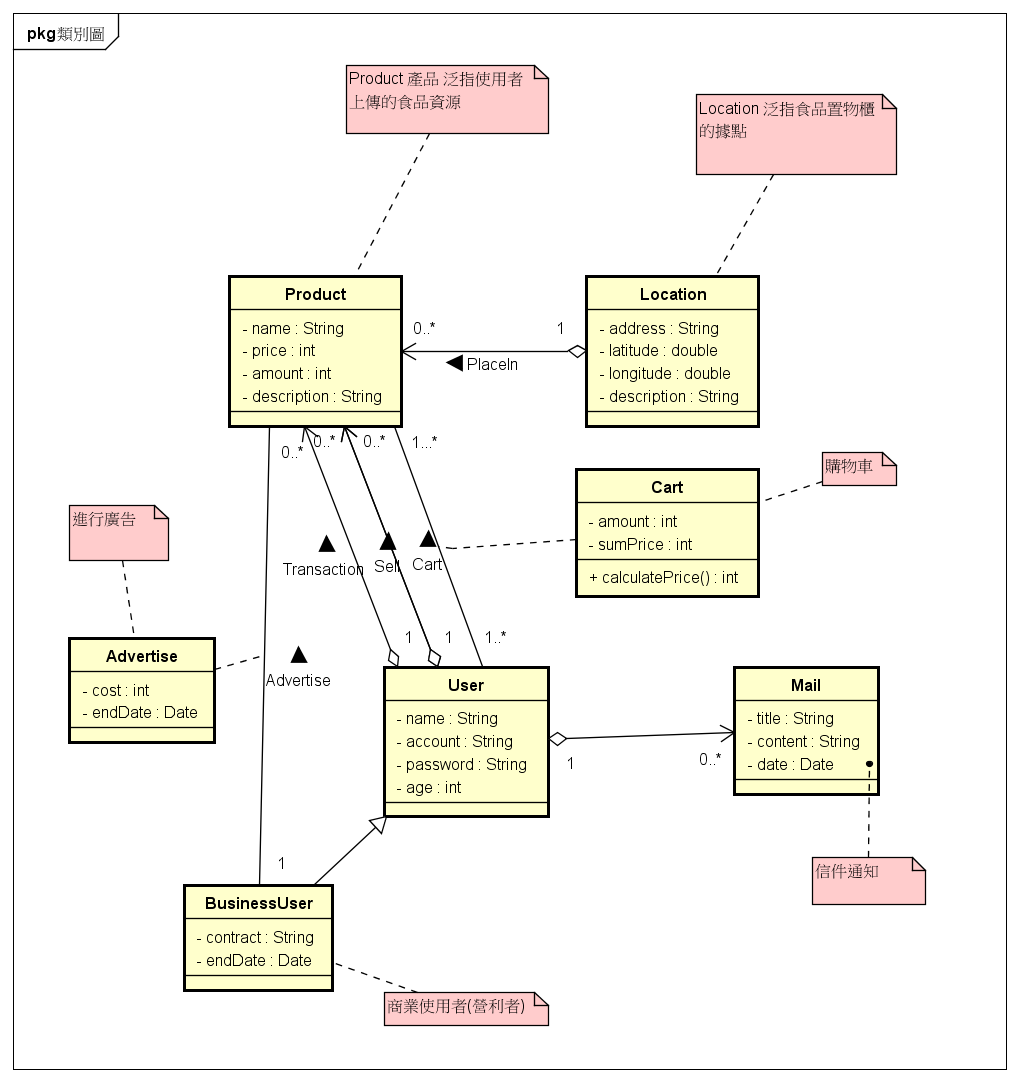 pkg 類別圖
Product 產品 泛指使用者
上傳的食品資源
Location 泛指食品置物櫃
的據點
Product
- name : String
- price : int
- amount : int
- description : String
0..*
1
PlaceIn
Location
- address : String
- latitude : double
- longitude : double
- description : String
0..*
0..*
0..*
1...*
Cart
- amount : int
- sumPrice : int
+ calculatePrice() : int
購物車
進行廣告
Transaction
Sell
Cart
Advertise
- cost : int
- endDate : Date
Advertise
1
1
1..*
User
- name : String
- account : String
- password : String
- age : int
1
0..*
Mail
- title : String
- content : String
- date : Date
信件通知
1
BusinessUser
- contract : String
- endDate : Date
商業使用者(營利者)